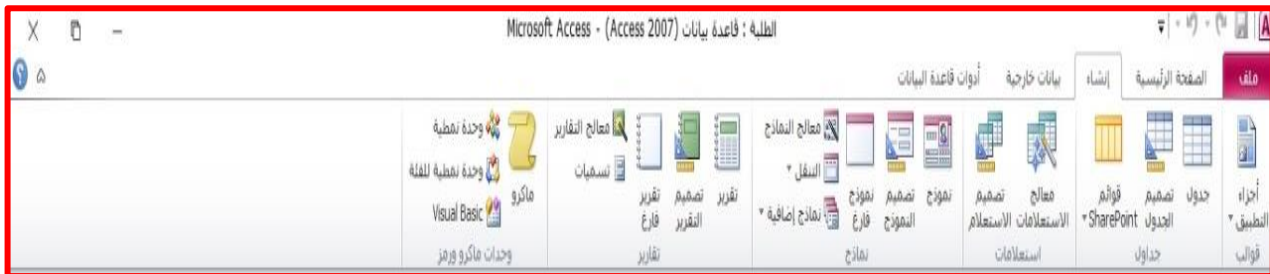 الطلبة : قاعدة بيانات (Access 2007) - Microsoft Access
ملف الصفحة الرئيسية إنشاء بيانات خارجية أدوات قاعدة البيانات
أجزاء التطبيق
جدول
تصميم الجدول
قوائم SharePoint
معالج الاستعلامات
تصميم الاستعلام
نموذج
تصميم النموذج
نموذج فارغ
معالج النماذج
التنقل
نماذج إضافية
تقرير
تصميم التقرير
تقرير فارغ
معالج التقارير
تسميات
ماكرو
وحدة نمطية
وحدة نمطية للفئة
Visual Basic
قوالب جداول استعلامات نماذج تقارير وحدات ماكرو ورمز